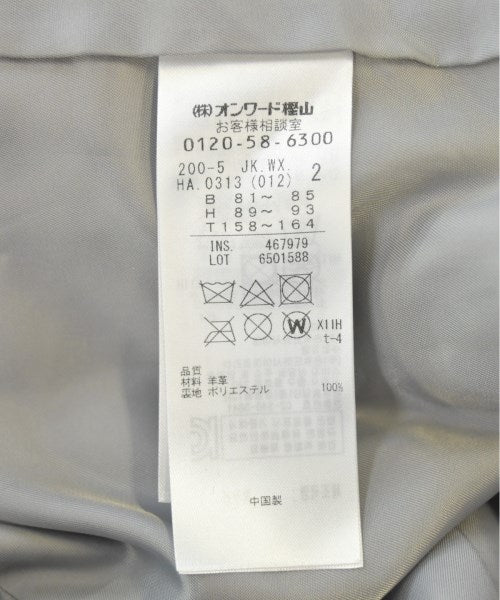 (株)オンワード樫山
お客様相談室
0120-58-6300
200-5 JK.WX. 2
HA.0313(012)
B 81〜 85
H 89〜 93
T158〜164
INS. 467979
LOT 6501588
W X11H
t-4
品質
材料 羊革
裏地 ポリエステル 100%
中国製